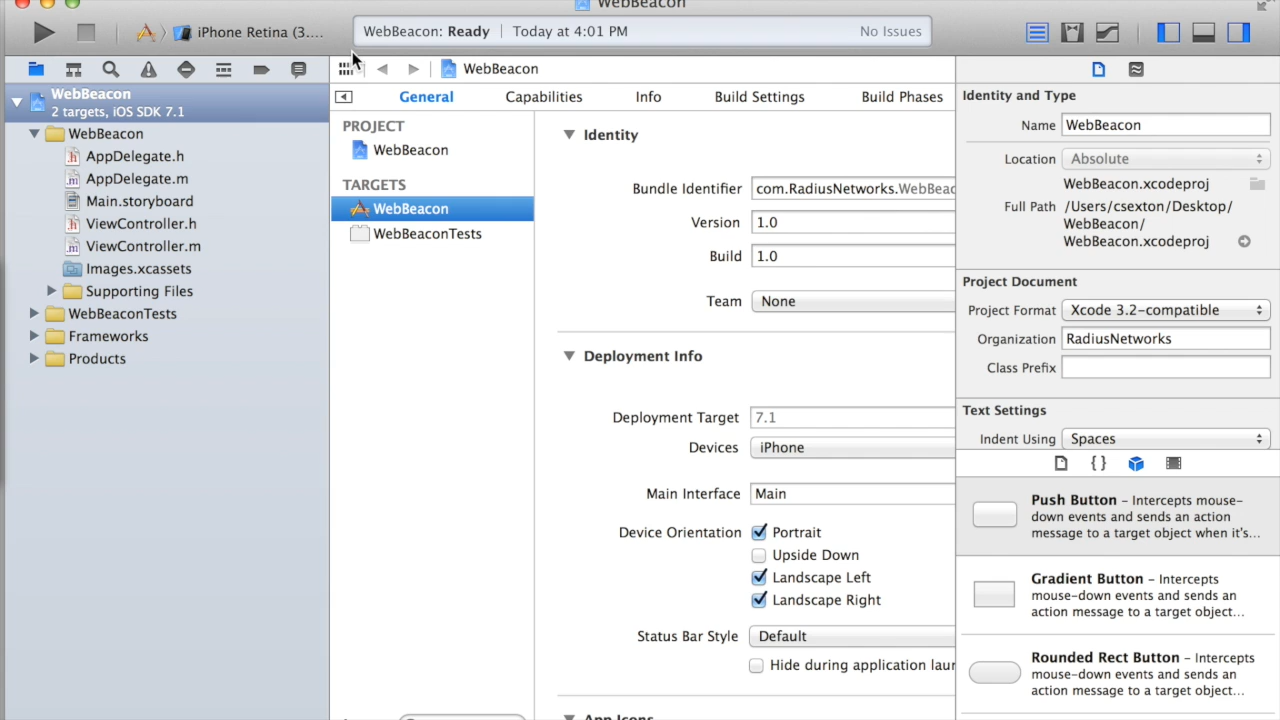 WebBeacon
iPhone Retina (3....
WebBeacon: Ready
Today at 4:01 PM
No Issues
WebBeacon
2 targets, iOS SDK 7.1
WebBeacon
AppDelegate.h
AppDelegate.m
Main.storyboard
ViewController.h
ViewController.m
Images.xcassets
Supporting Files
WebBeaconTests
Frameworks
Products
WebBeacon
General
Capabilities
Info
Build Settings
Build Phases
PROJECT
WebBeacon
TARGETS
WebBeacon
WebBeaconTests
Identity
Bundle Identifier com.RadiusNetworks.WebBeac
Version 1.0
Build 1.0
Team None
Deployment Info
Deployment Target 7.1
Devices iPhone
Main Interface Main
Device Orientation Portrait
Upside Down
Landscape Left
Landscape Right
Status Bar Style Default
Hide during application laun
App Icons
Identity and Type
Name WebBeacon
Location Absolute
WebBeacon.xcodeproj
Full Path /Users/csexton/Desktop/
WebBeacon/
WebBeacon.xcodeproj
Project Document
Project Format Xcode 3.2-compatible
Organization RadiusNetworks
Class Prefix
Text Settings
Indent Using Spaces
{ }
Push Button – Intercepts mouse-
down events and sends an action
message to a target object when it's...
Gradient Button – Intercepts
mouse-down events and sends an
action message to a target object...
Rounded Rect Button – Intercepts
mouse-down events and sends an
action message to a target object...